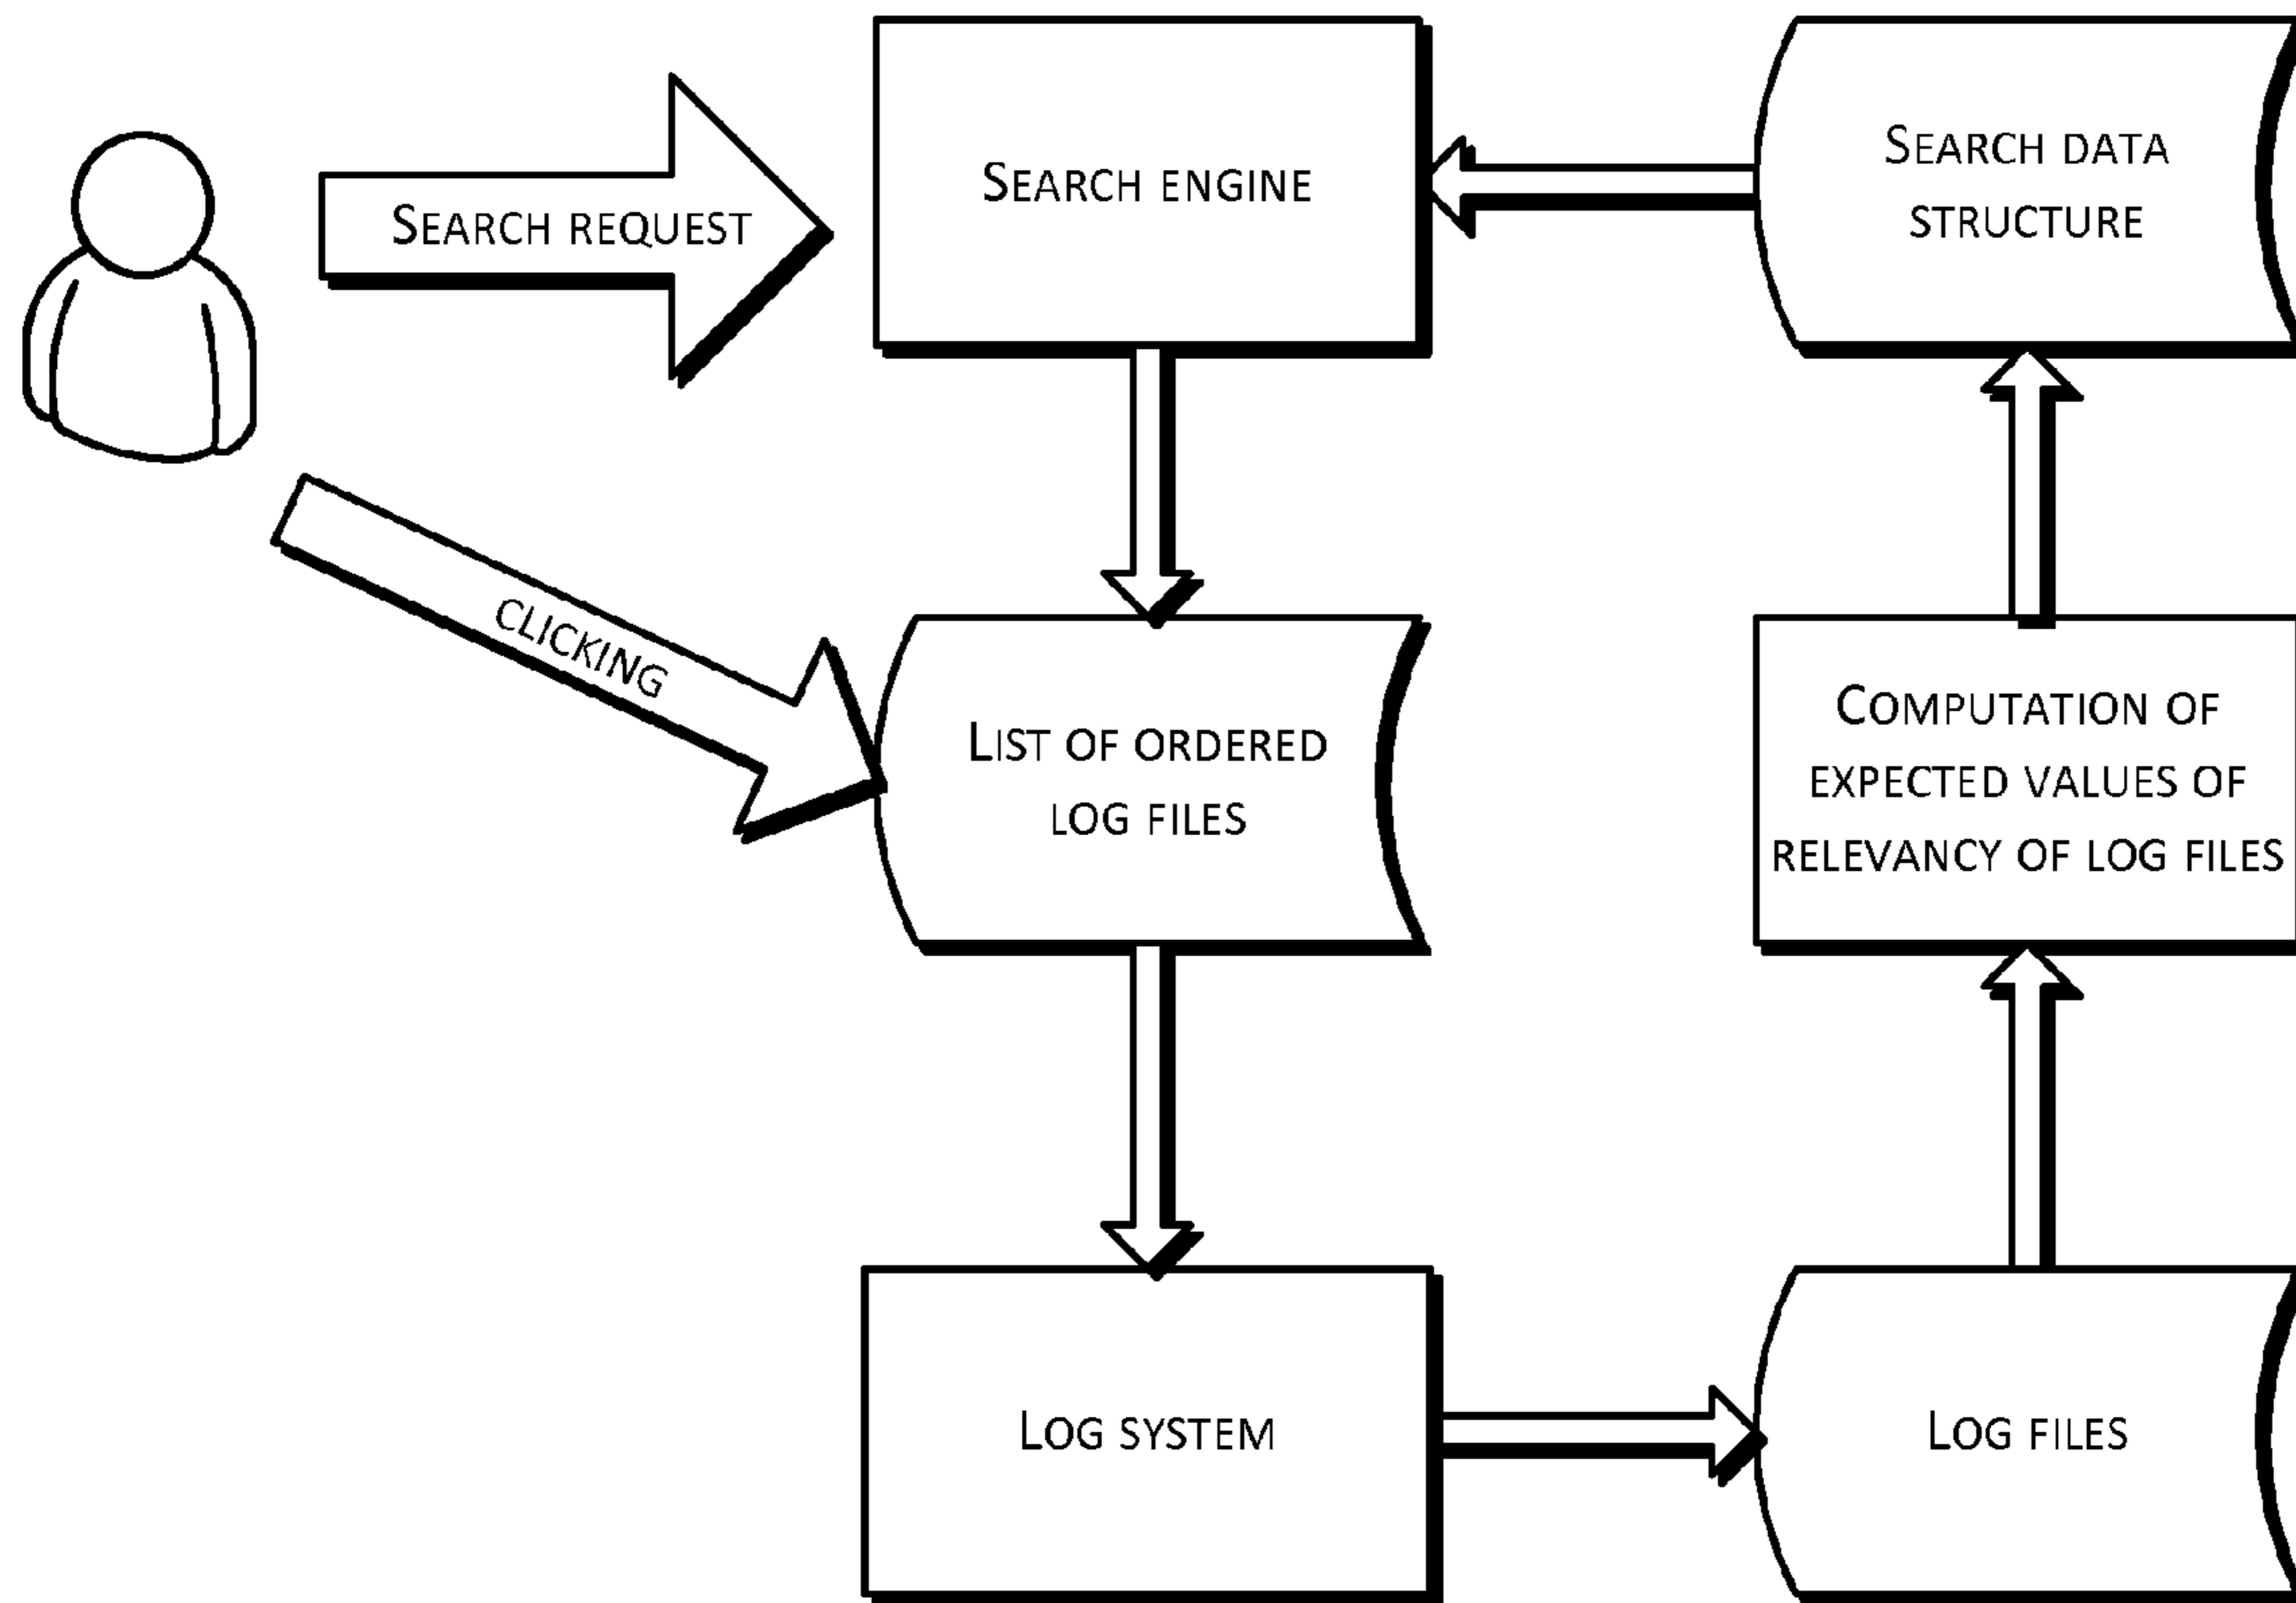 Search request
Search engine
Search data
structure
clicking
List of ordered
log files
Computation of
expected values of
relevancy of log files
Log system
Log files